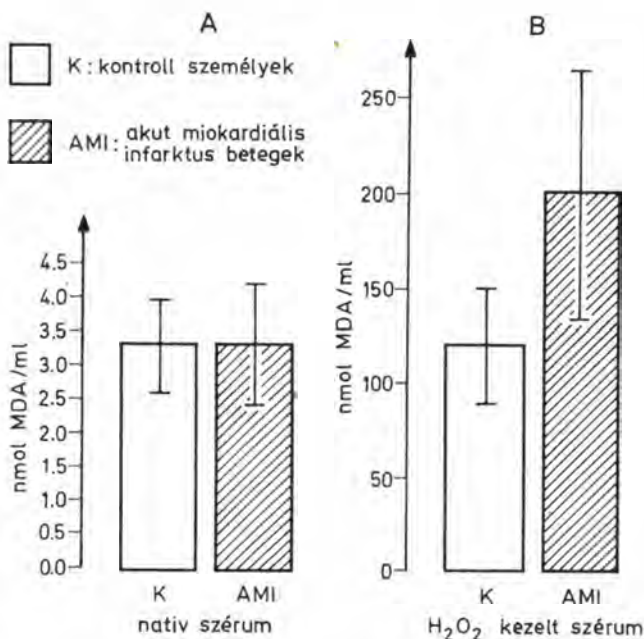 A
K: kontroll személyek
AMI: akut miokardiális
infarktus betegek
4.5
4.0
3.5
3.0
2.5
2.0
1.5
1.0
0.5
0.0
nmol MDA/ml
K
AMI
nativ szérum
B
250
200
150
100
50
0
nmol MDA/ml
K
AMI
H₂O₂ kezelt szérum